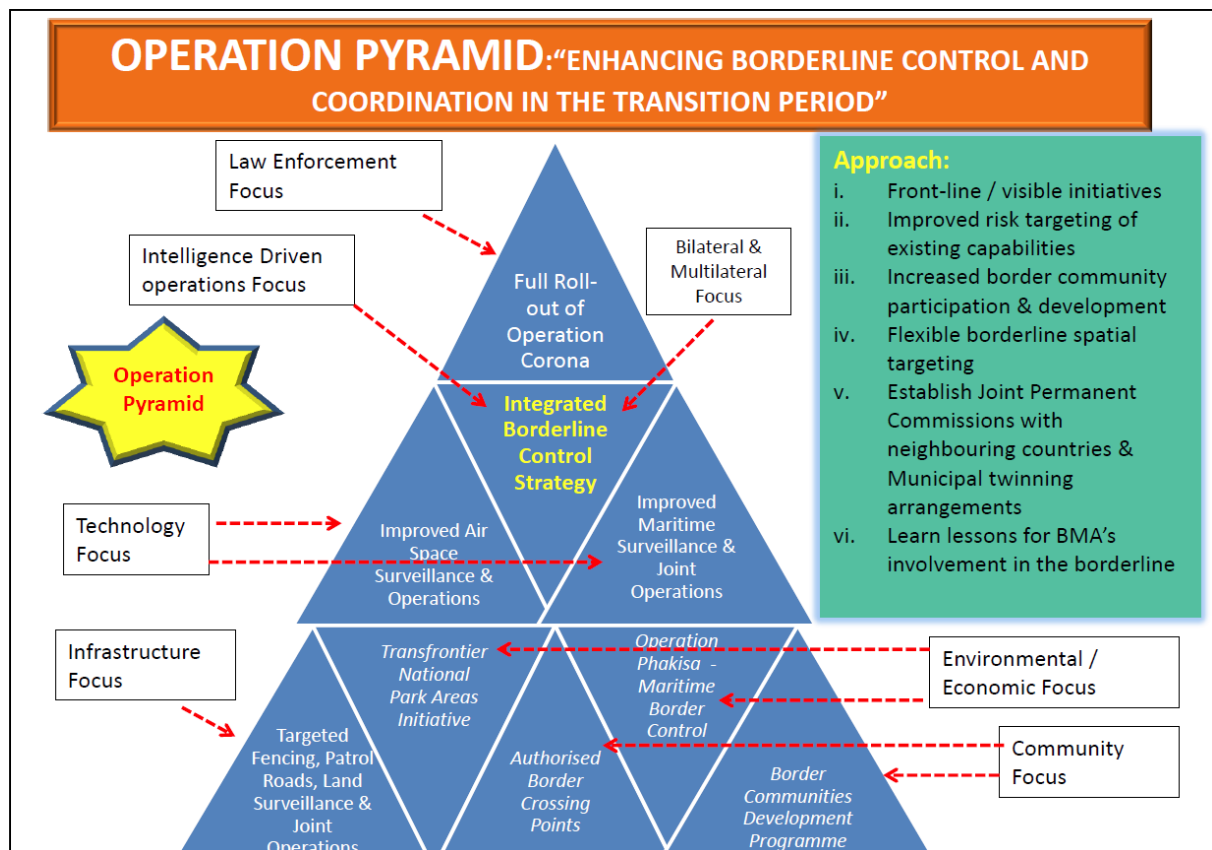 OPERATION PYRAMID:“ENHANCING BORDERLINE CONTROL AND
COORDINATION IN THE TRANSITION PERIOD”
Law Enforcement
Focus
Intelligence Driven
operations Focus
Bilateral &
Multilateral
Focus
Full Roll-
out of
Operation
Corona
Operation
Pyramid
Integrated
Borderline
Control
Strategy
Technology
Focus
Improved Air
Space
Surveillance &
Operations
Improved
Maritime
Surveillance &
Joint
Operations
Approach:
i. Front-line / visible initiatives
ii. Improved risk targeting of
existing capabilities
iii. Increased border community
participation & development
iv. Flexible borderline spatial
targeting
v. Establish Joint Permanent
Commissions with
neighbouring countries &
Municipal twinning
arrangements
vi. Learn lessons for BMA’s
involvement in the borderline
Infrastructure
Focus
Targeted
Fencing, Patrol
Roads, Land
Surveillance &
Joint
Operations
Transfrontier
National
Park Areas
Initiative
Authorised
Border
Crossing
Points
Operation
Phakisa -
Maritime
Border
Control
Border
Communities
Development
Programme
Environmental /
Economic Focus
Community
Focus